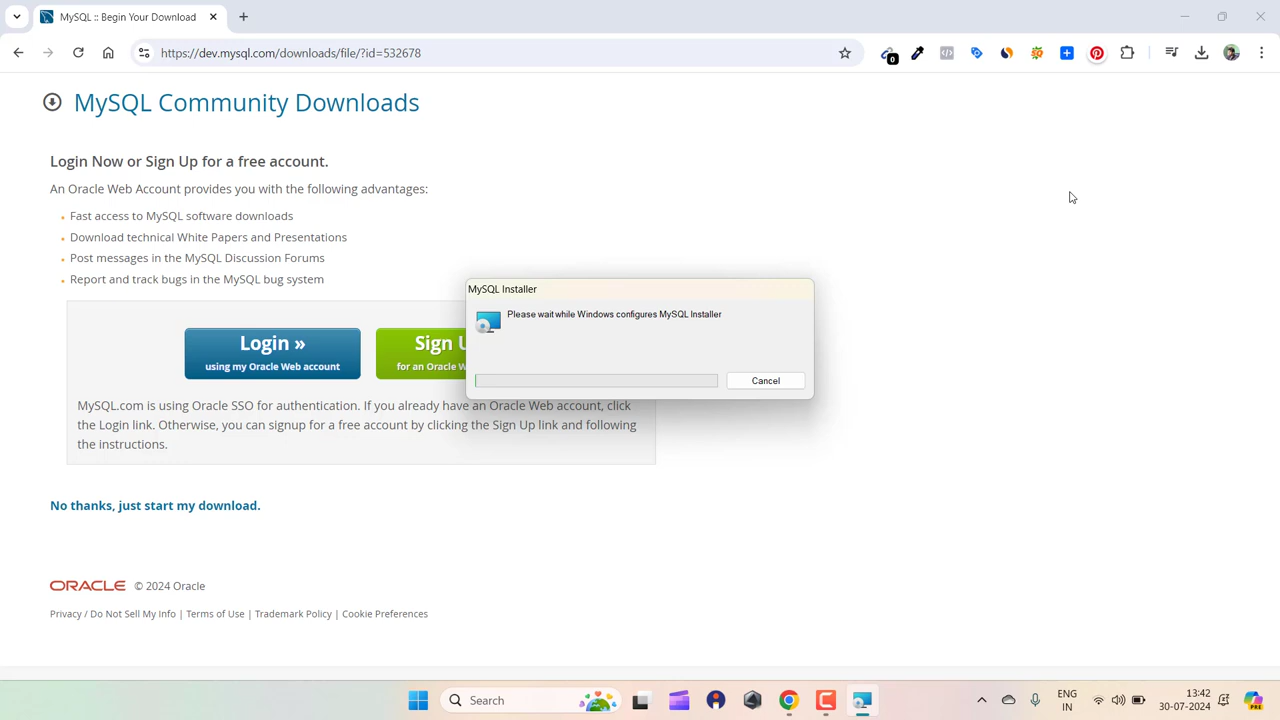 MySQL :: Begin Your Download
https://dev.mysql.com/downloads/file/?id=532678
0
MySQL Community Downloads
Login Now or Sign Up for a free account.
An Oracle Web Account provides you with the following advantages:
Fast access to MySQL software downloads
Download technical White Papers and Presentations
Post messages in the MySQL Discussion Forums
Report and track bugs in the MySQL bug system
MySQL Installer
Please wait while Windows configures MySQL Installer
Cancel
Login »
using my Oracle Web account
Sign U
for an Oracle W
MySQL.com is using Oracle SSO for authentication. If you already have an Oracle Web account, click
the Login link. Otherwise, you can signup for a free account by clicking the Sign Up link and following
the instructions.
No thanks, just start my download.
ORACLE © 2024 Oracle
Privacy / Do Not Sell My Info | Terms of Use | Trademark Policy | Cookie Preferences
Search
ENG
IN
13:42
30-07-2024
PRE